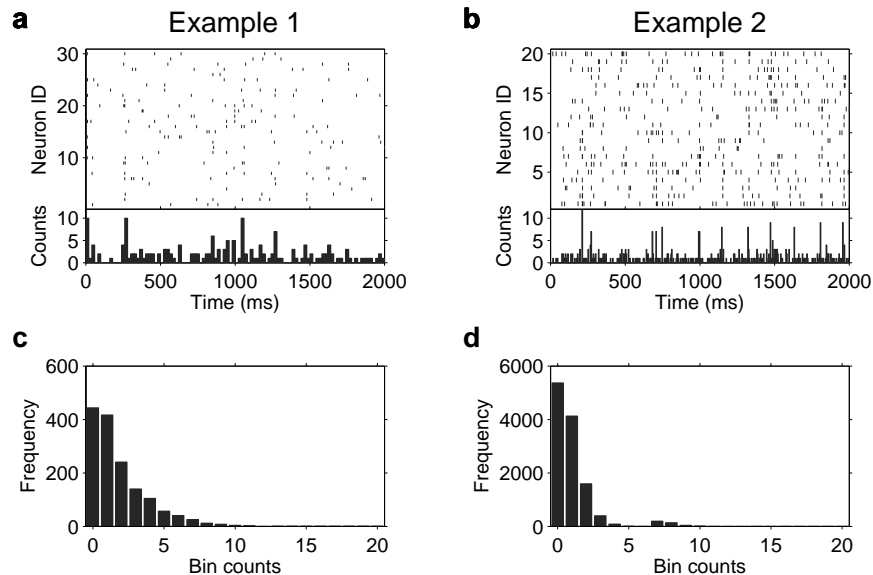 a
Example 1
30
20
10
Neuron ID
10
5
0
Counts
0 500 1000 1500 2000
Time (ms)
b
Example 2
20
15
10
5
Neuron ID
10
5
0
Counts
0 500 1000 1500 2000
Time (ms)
c
600
400
200
0
Frequency
0 5 10 15 20
Bin counts
d
6000
4000
2000
0
Frequency
0 5 10 15 20
Bin counts